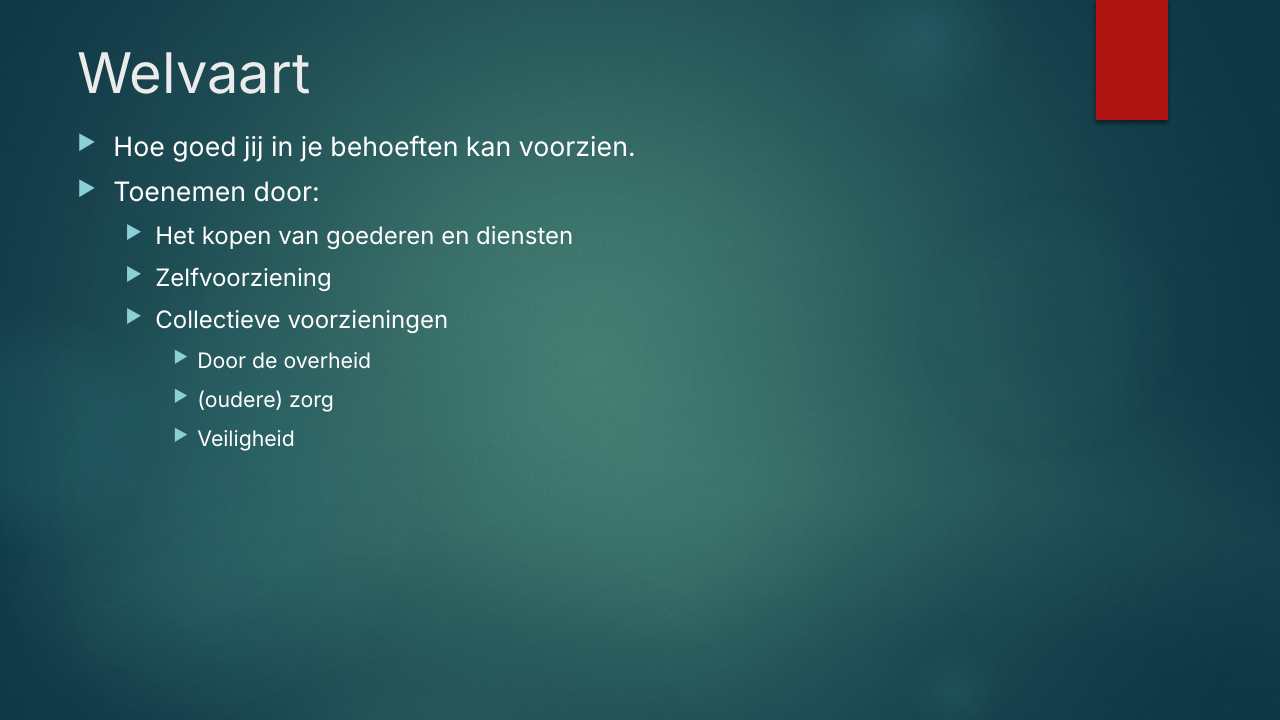 Welvaart
Hoe goed jij in je behoeften kan voorzien.
Toenemen door:
Het kopen van goederen en diensten
Zelfvoorziening
Collectieve voorzieningen
Door de overheid
(oudere) zorg
Veiligheid